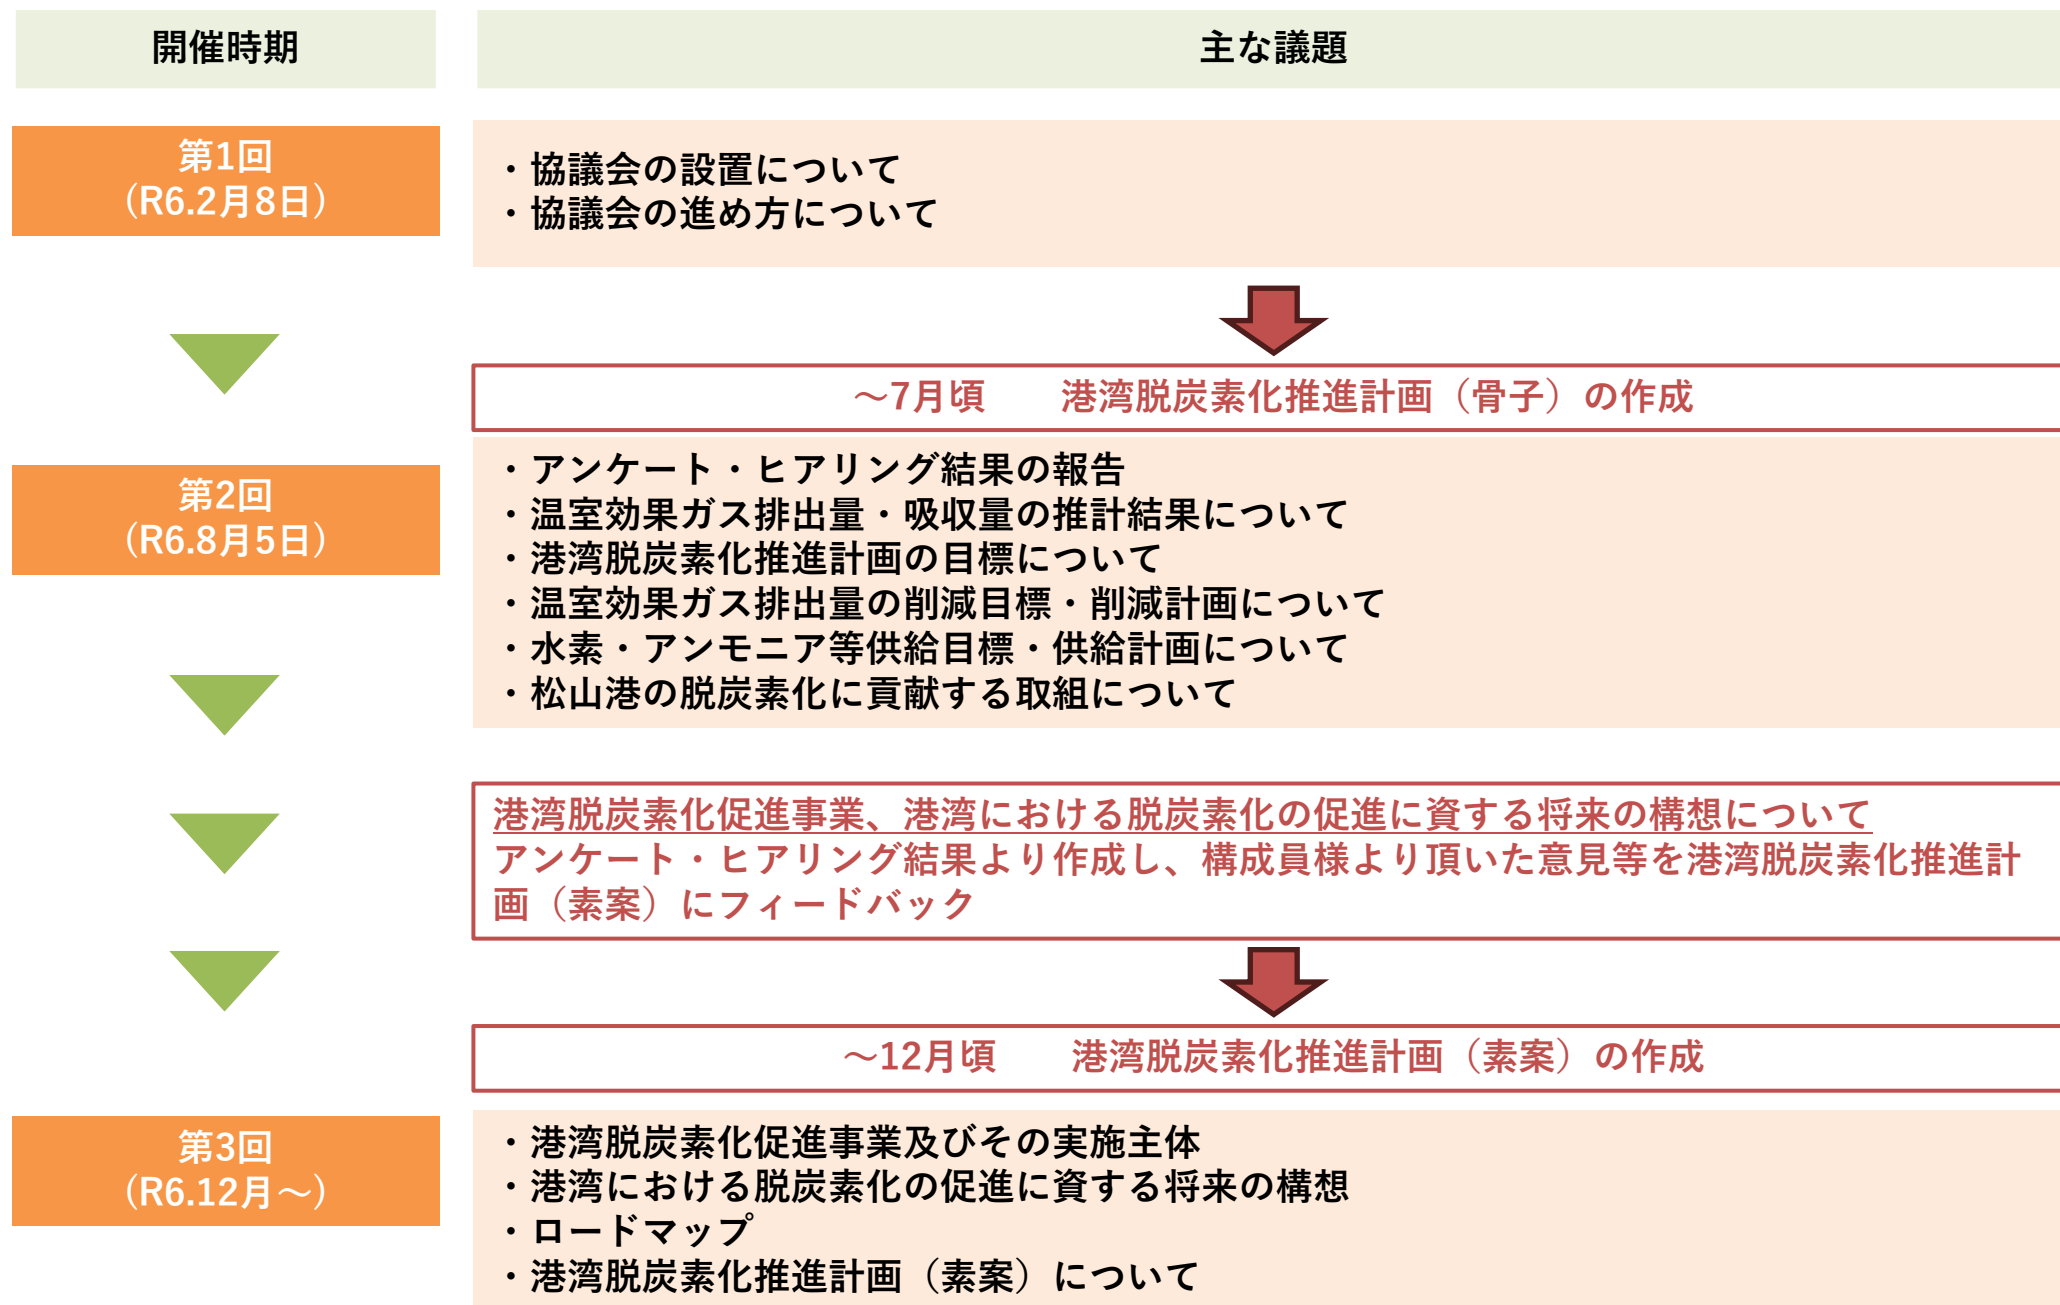 開催時期
主な議題
第1回
（R6.2月8日）
・協議会の設置について
・協議会の進め方について
～7月頃　　港湾脱炭素化推進計画（骨子）の作成
第2回
（R6.8月5日）
・アンケート・ヒアリング結果の報告
・温室効果ガス排出量・吸収量の推計結果について
・港湾脱炭素化推進計画の目標について
・温室効果ガス排出量の削減目標・削減計画について
・水素・アンモニア等供給目標・供給計画について
・松山港の脱炭素化に貢献する取組について
港湾脱炭素化促進事業、港湾における脱炭素化の促進に資する将来の構想について
アンケート・ヒアリング結果より作成し、構成員様より頂いた意見等を港湾脱炭素化推進計
画（素案）にフィードバック
～12月頃　　港湾脱炭素化推進計画（素案）の作成
第3回
（R6.12月～）
・港湾脱炭素化促進事業及びその実施主体
・港湾における脱炭素化の促進に資する将来の構想
・ロードマップ
・港湾脱炭素化推進計画（素案）について